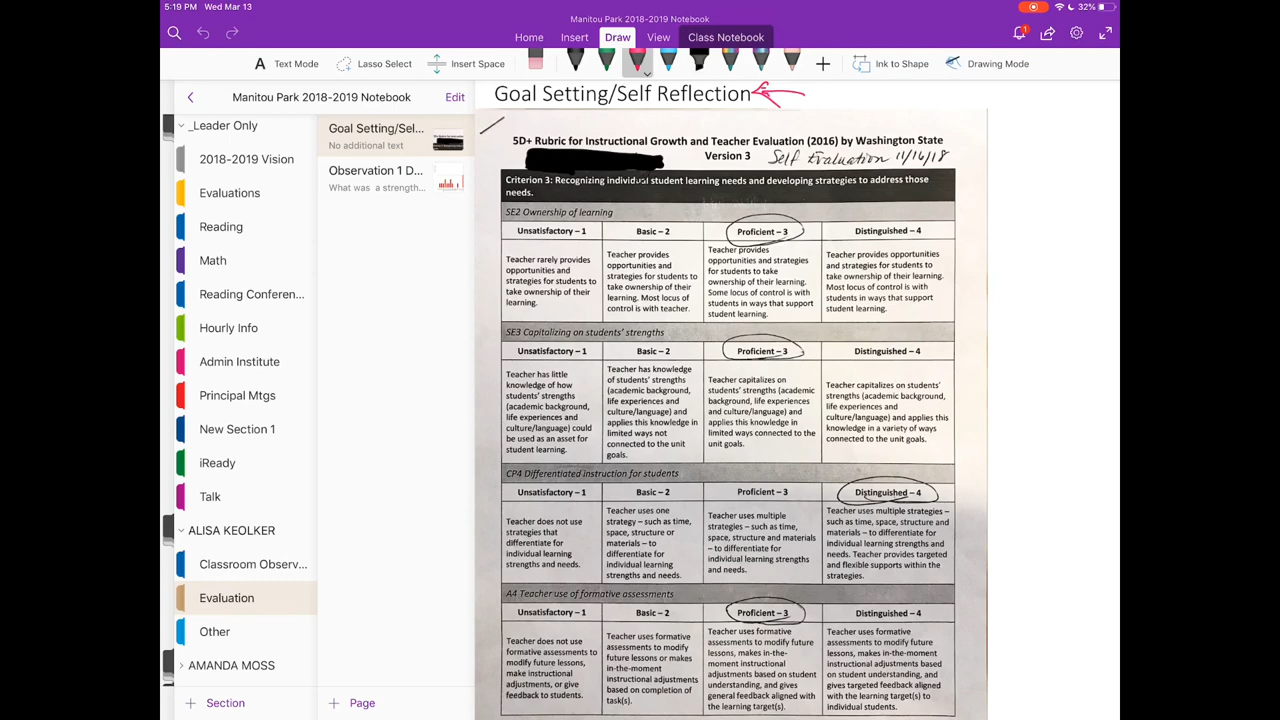 5:19 PM Wed Mar 13
32%
Manitou Park 2018-2019 Notebook
Home Insert Draw View Class Notebook
1
A Text Mode Lasso Select Insert Space Ink to Shape Drawing Mode
Manitou Park 2018-2019 Notebook Edit
_Leader Only
2018-2019 Vision
Evaluations
Reading
Math
Reading Conferen...
Hourly Info
Admin Institute
Principal Mtgs
New Section 1
iReady
Talk
ALISA KEOLKER
Classroom Observ...
Evaluation
Other
AMANDA MOSS
+ Section
Goal Setting/Sel...
No additional text
Observation 1 D...
What was a strength...
+ Page
Goal Setting/Self Reflection
5D+ Rubric for Instructional Growth and Teacher Evaluation (2016) by Washington State
Version 3 Self Evaluation 11/16/18
Criterion 3: Recognizing individual student learning needs and developing strategies to address those
needs.
SE2 Ownership of learning
Unsatisfactory – 1 Basic – 2 Proficient – 3 Distinguished – 4
Teacher rarely provides
opportunities and
strategies for students to
take ownership of their
learning.
Teacher provides
opportunities and
strategies for students to
take ownership of their
learning. Most locus of
control is with teacher.
Teacher provides
opportunities and strategies
for students to take
ownership of their learning.
Some locus of control is with
students in ways that support
student learning.
Teacher provides opportunities
and strategies for students to
take ownership of their learning.
Most locus of control is with
students in ways that support
student learning.
SE3 Capitalizing on students' strengths
Unsatisfactory – 1 Basic – 2 Proficient – 3 Distinguished – 4
Teacher has little
knowledge of how
students' strengths
(academic background,
life experiences and
culture/language) could
be used as an asset for
student learning.
Teacher has knowledge
of students' strengths
(academic background,
life experiences and
culture/language) and
applies this knowledge in
limited ways not
connected to the unit
goals.
Teacher capitalizes on
students' strengths (academic
background, life experiences
and culture/language) and
applies this knowledge in
limited ways connected to the
unit goals.
Teacher capitalizes on students'
strengths (academic background,
life experiences and
culture/language) and applies this
knowledge in a variety of ways
connected to the unit goals.
CP4 Differentiated instruction for students
Unsatisfactory – 1 Basic – 2 Proficient – 3 Distinguished – 4
Teacher does not use
strategies that
differentiate for
individual learning
strengths and needs.
Teacher uses one
strategy – such as time,
space, structure or
materials – to
differentiate for
individual learning
strengths and needs.
Teacher uses multiple
strategies – such as time,
space, structure and materials
– to differentiate for
individual learning strengths
and needs.
Teacher uses multiple strategies –
such as time, space, structure and
materials – to differentiate for
individual learning strengths and
needs. Teacher provides targeted
and flexible supports within the
strategies.
A4 Teacher use of formative assessments
Unsatisfactory – 1 Basic – 2 Proficient – 3 Distinguished – 4
Teacher does not use
formative assessments to
modify future lessons,
make instructional
adjustments, or give
feedback to students.
Teacher uses formative
assessments to modify
future lessons or makes
in-the-moment
instructional adjustments
based on completion of
task(s).
Teacher uses formative
assessments to modify future
lessons, makes in-the-
moment instructional
adjustments based on student
understanding, and gives
general feedback aligned with
the learning target(s).
Teacher uses formative
assessments to modify future
lessons, makes in-the-moment
instructional adjustments based
on student understanding, and
gives targeted feedback aligned
with the learning target(s) to
individual students.